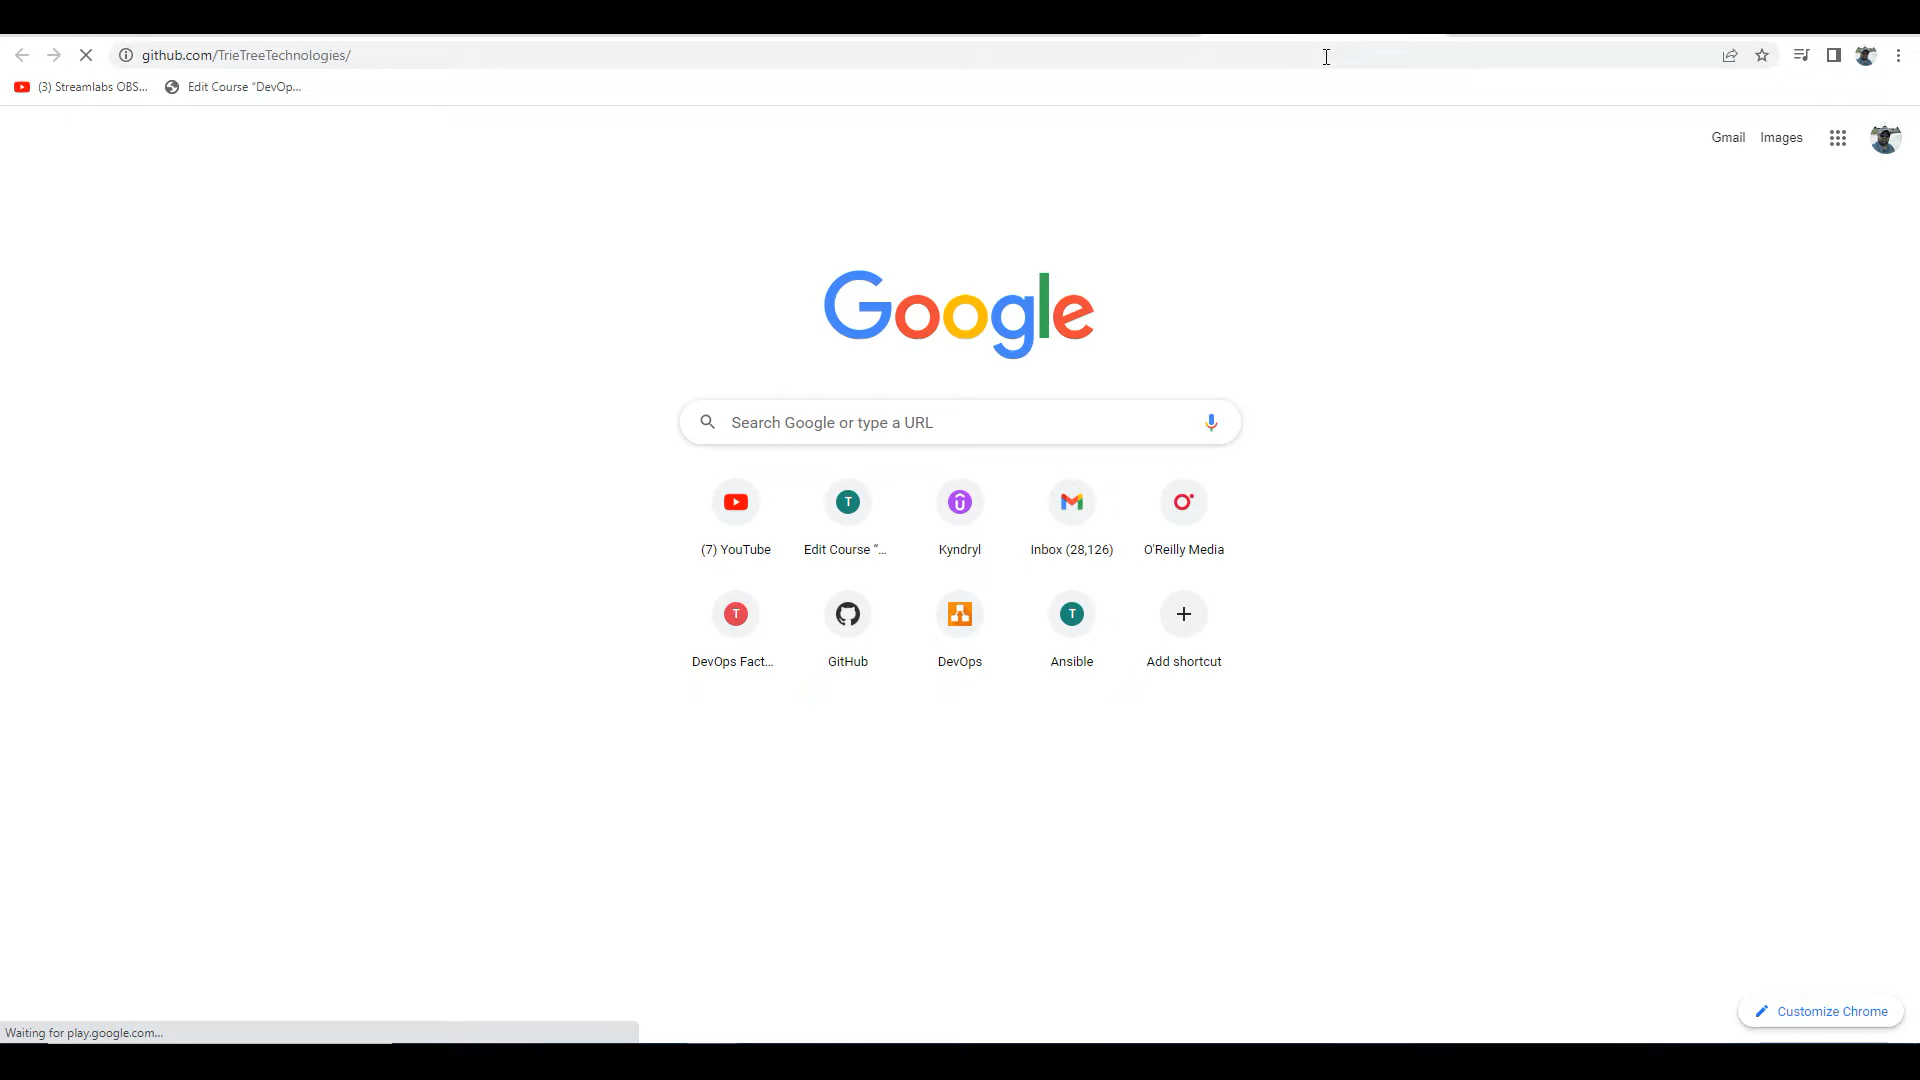 github.com/TrieTreeTechnologies/
(3) Streamlabs OBS...
Edit Course "DevOp...
Gmail
Images
Google
Search Google or type a URL
(7) YouTube
T
Edit Course "...
Kyndryl
Inbox (28,126)
O'Reilly Media
T
DevOps Fact...
GitHub
DevOps
T
Ansible
Add shortcut
Customize Chrome
Waiting for play.google.com...